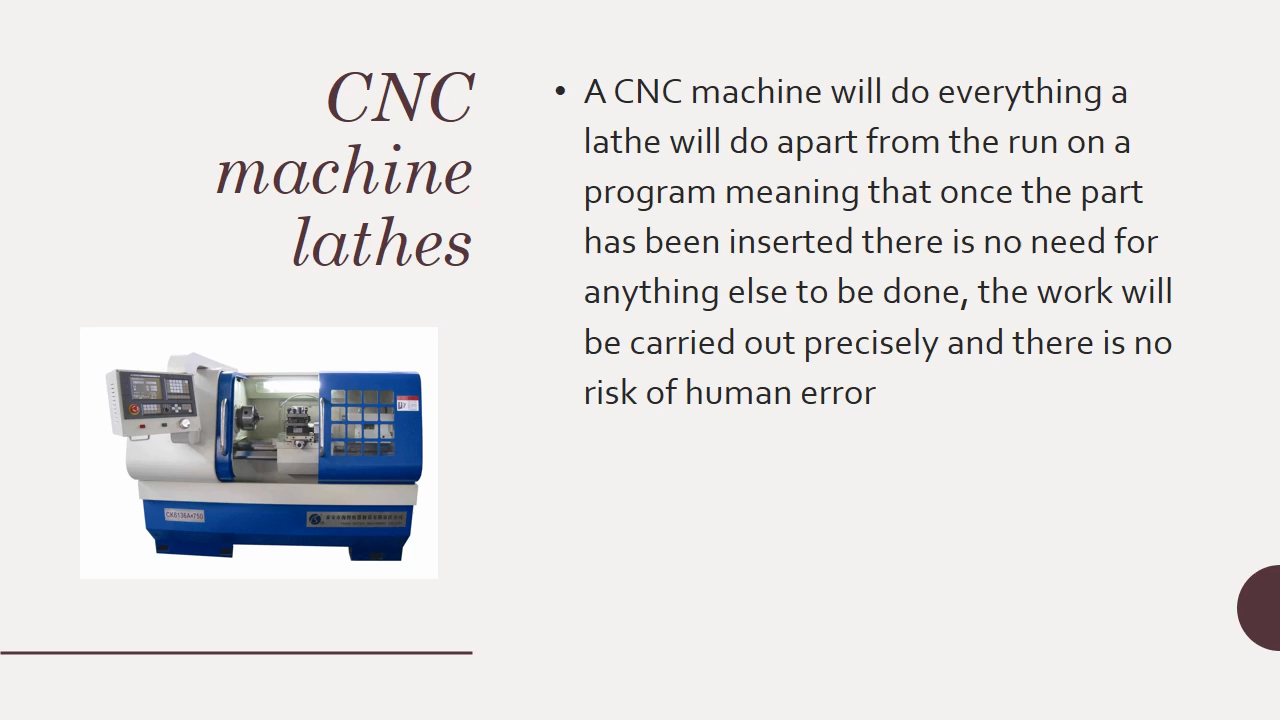 CNC
machine
lathes
• A CNC machine will do everything a
lathe will do apart from the run on a
program meaning that once the part
has been inserted there is no need for
anything else to be done, the work will
be carried out precisely and there is no
risk of human error
CK6136A×750